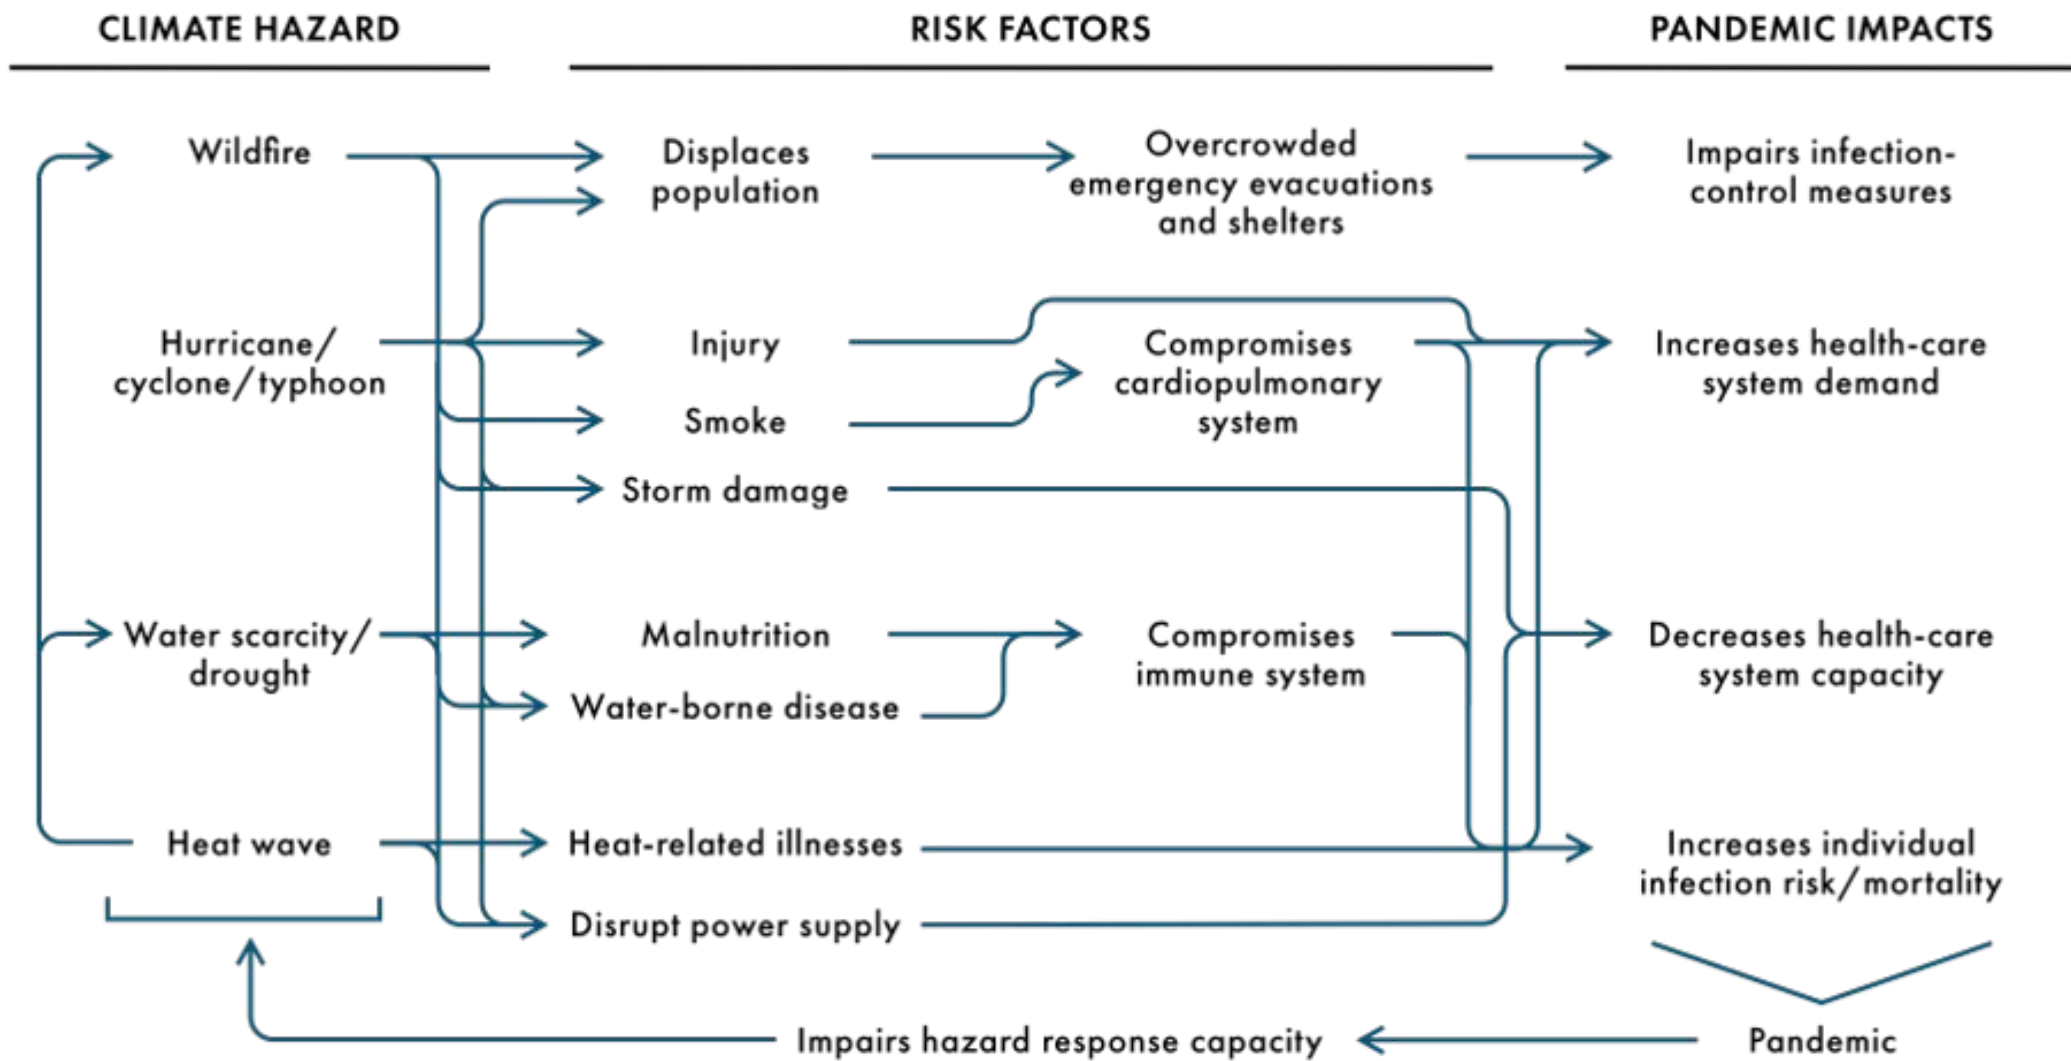 CLIMATE HAZARD
RISK FACTORS
PANDEMIC IMPACTS
Wildfire
Displaces
population
Overcrowded
emergency evacuations
and shelters
Impairs infection-
control measures
Hurricane/
cyclone/typhoon
Injury
Compromises
cardiopulmonary
system
Increases health-care
system demand
Smoke
Storm damage
Water scarcity/
drought
Malnutrition
Compromises
immune system
Decreases health-care
system capacity
Water-borne disease
Heat wave
Heat-related illnesses
Increases individual
infection risk/mortality
Disrupt power supply
Impairs hazard response capacity
Pandemic